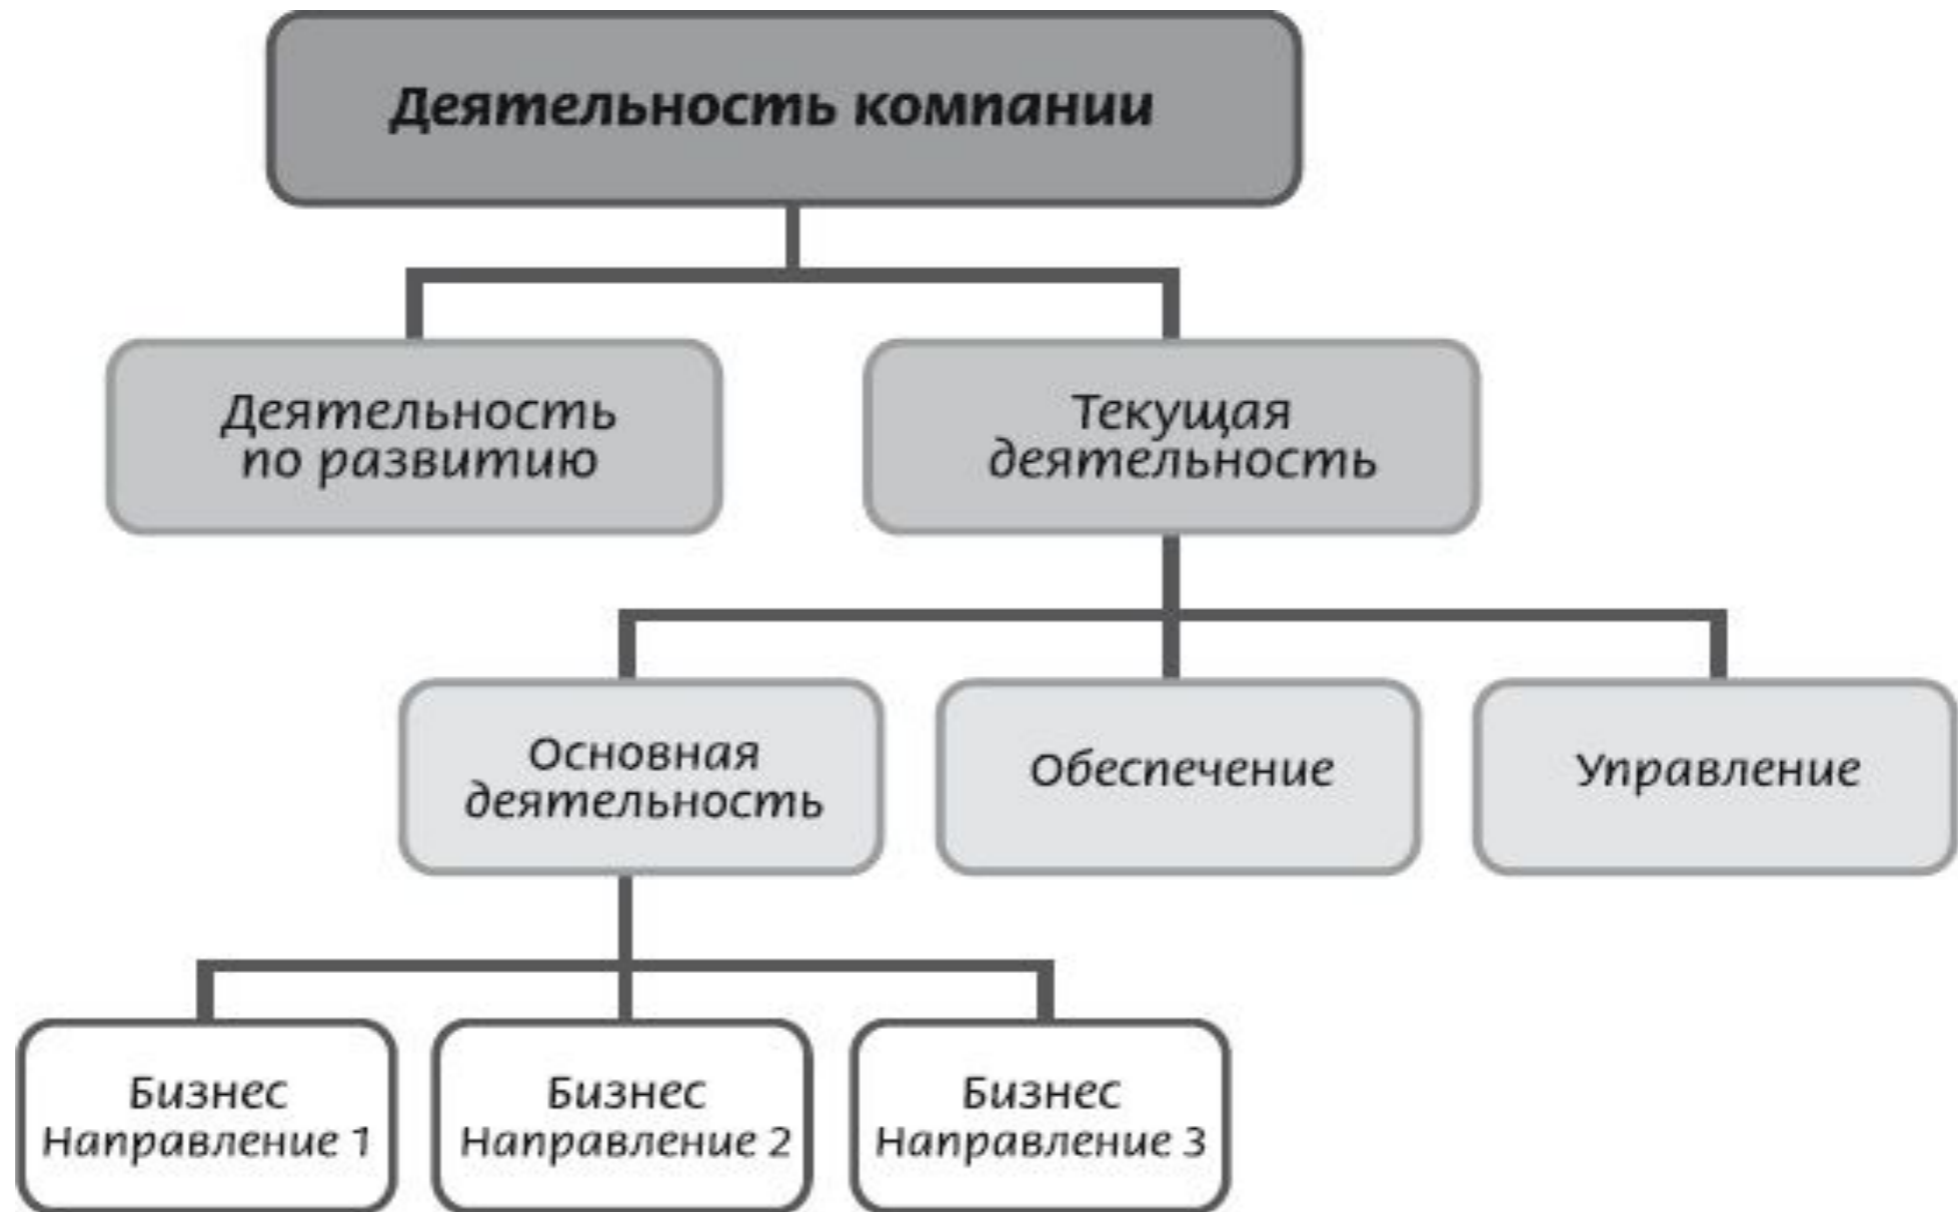 Деятельность компании
Деятельность
по развитию
Текущая
деятельность
Основная
деятельность
Обеспечение
Управление
Бизнес
Направление 1
Бизнес
Направление 2
Бизнес
Направление 3